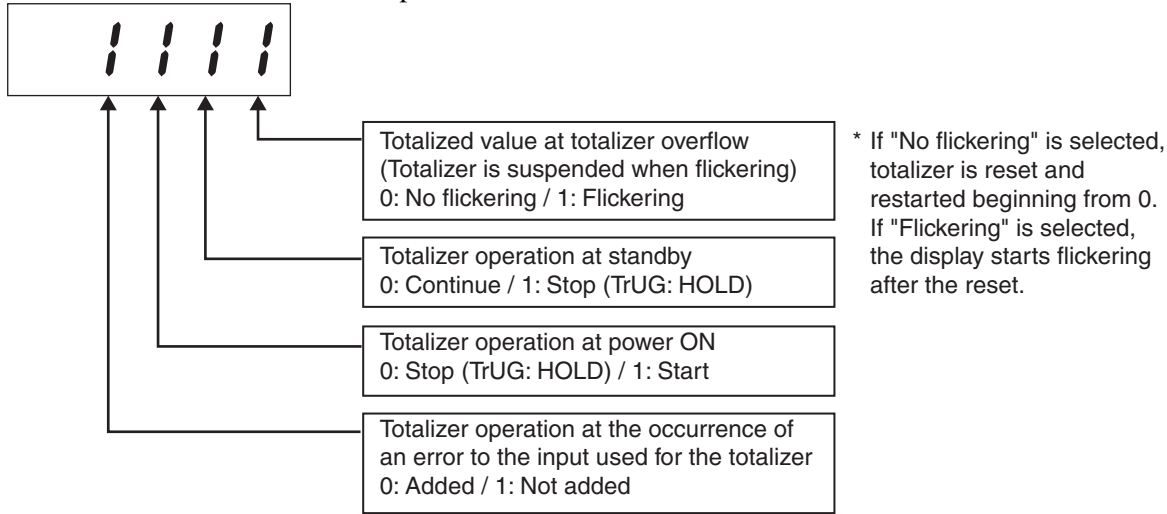 1 1 1 1
Totalized value at totalizer overflow
(Totalizer is suspended when flickering)
0: No flickering / 1: Flickering
* If "No flickering" is selected,
totalizer is reset and
restarted beginning from 0.
If "Flickering" is selected,
the display starts flickering
after the reset.
Totalizer operation at standby
0: Continue / 1: Stop (TrUG: HOLD)
Totalizer operation at power ON
0: Stop (TrUG: HOLD) / 1: Start
Totalizer operation at the occurrence of
an error to the input used for the totalizer
0: Added / 1: Not added